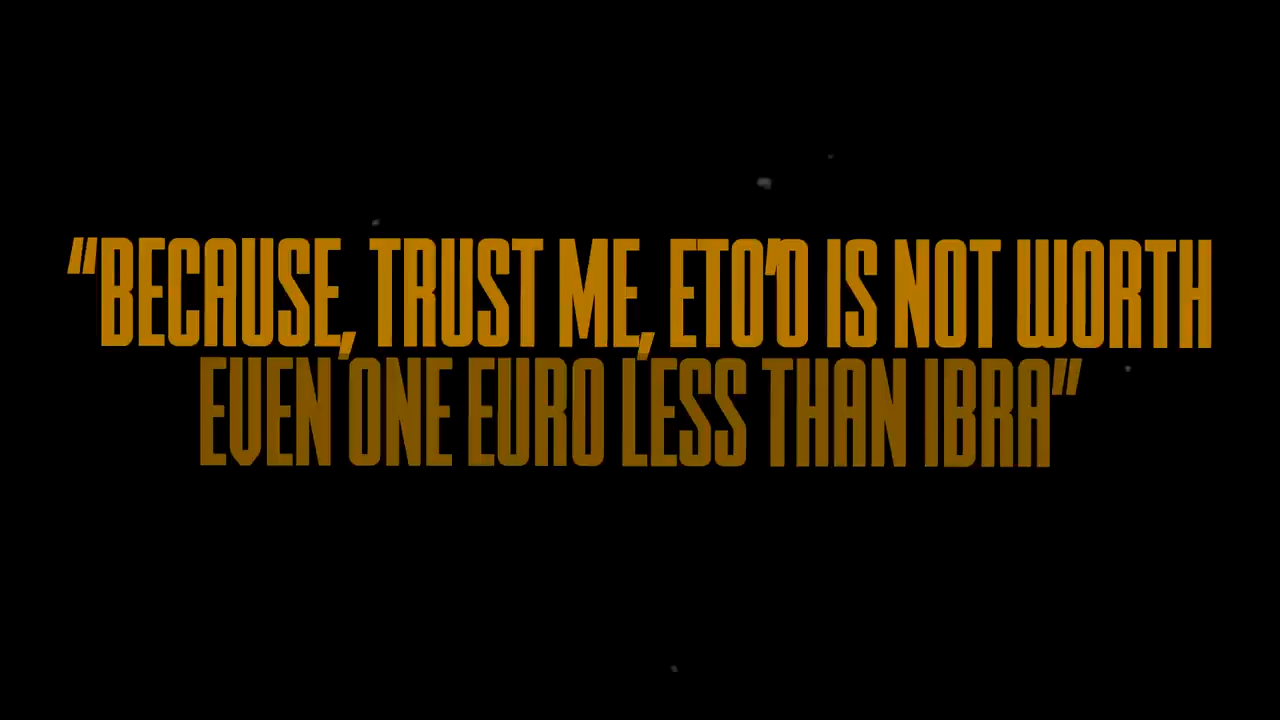 "BECAUSE, TRUST ME, ETO'O IS NOT WORTH
EVEN ONE EURO LESS THAN IBRA"